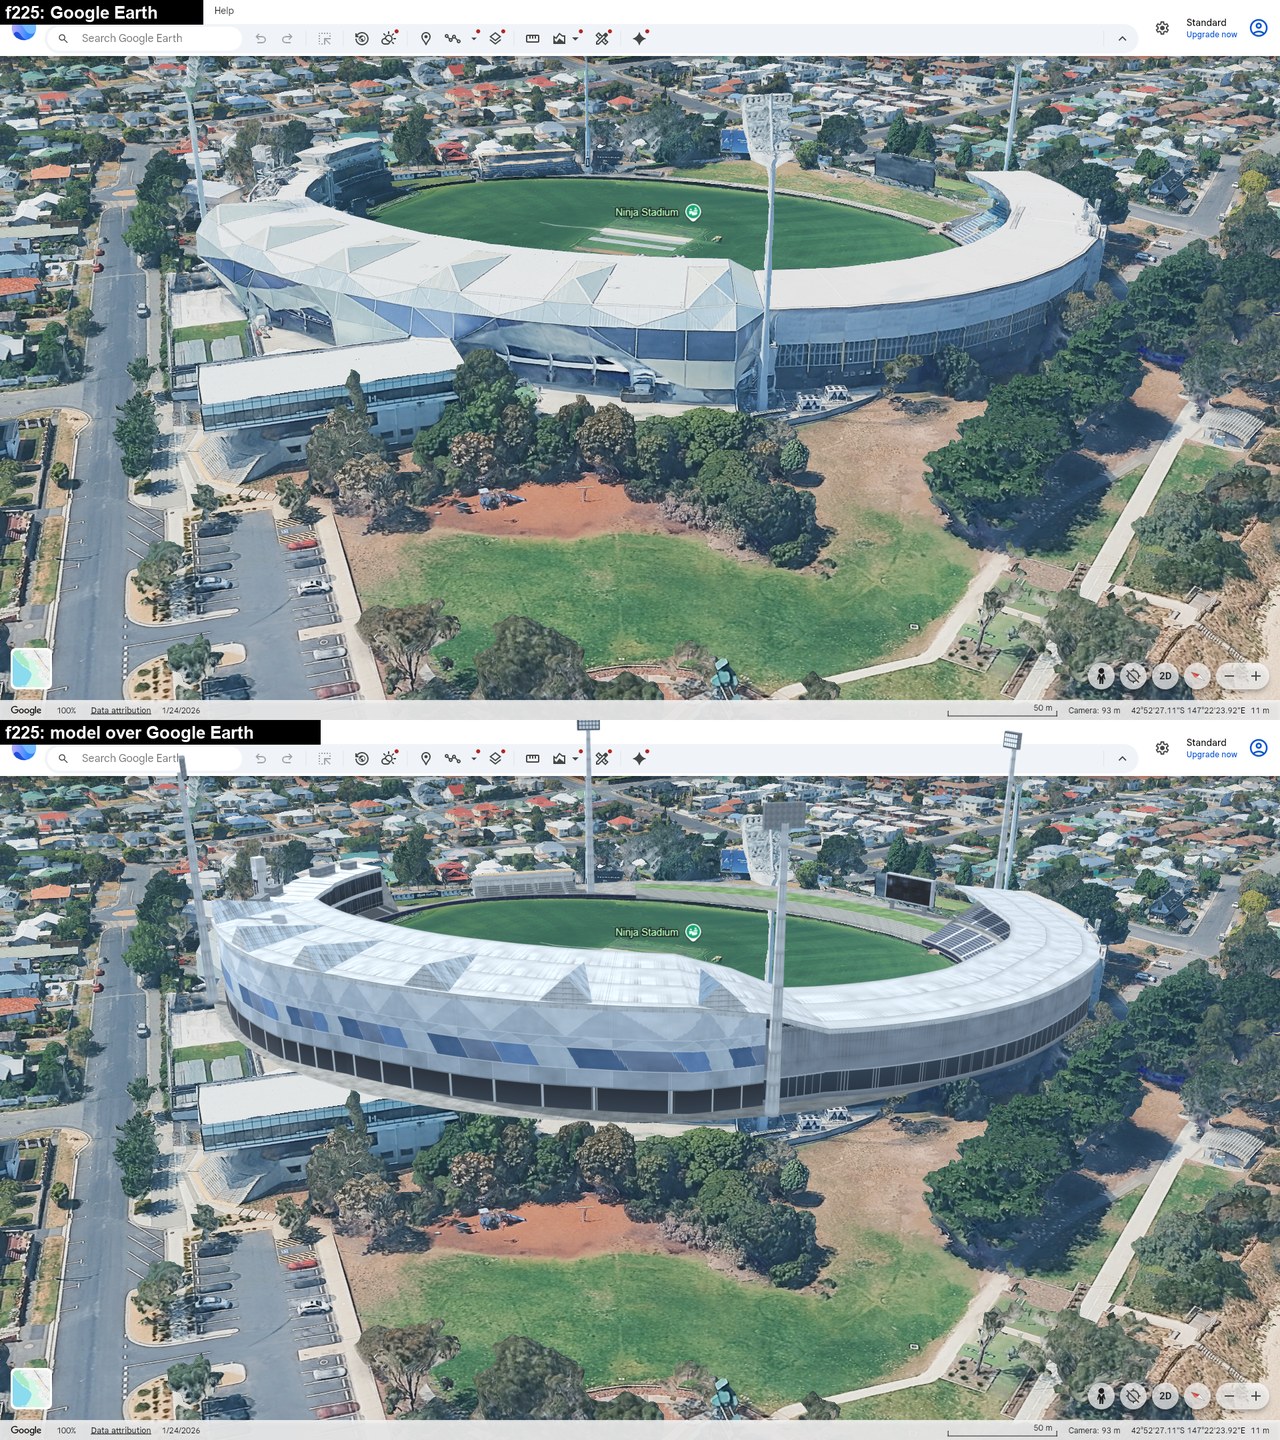 f225: Google Earth
Help
Search Google Earth
Standard
Upgrade now
Ninja Stadium
2D
Google
100%
Data attribution
1/24/2026
50 m
Camera: 93 m
42°52'27.11"S 147°22'23.92"E
11 m
f225: model over Google Earth
Search Google Earth
Standard
Upgrade now
Ninja Stadium
2D
Google
100%
Data attribution
1/24/2026
50 m
Camera: 93 m
42°52'27.11"S 147°22'23.92"E
11 m